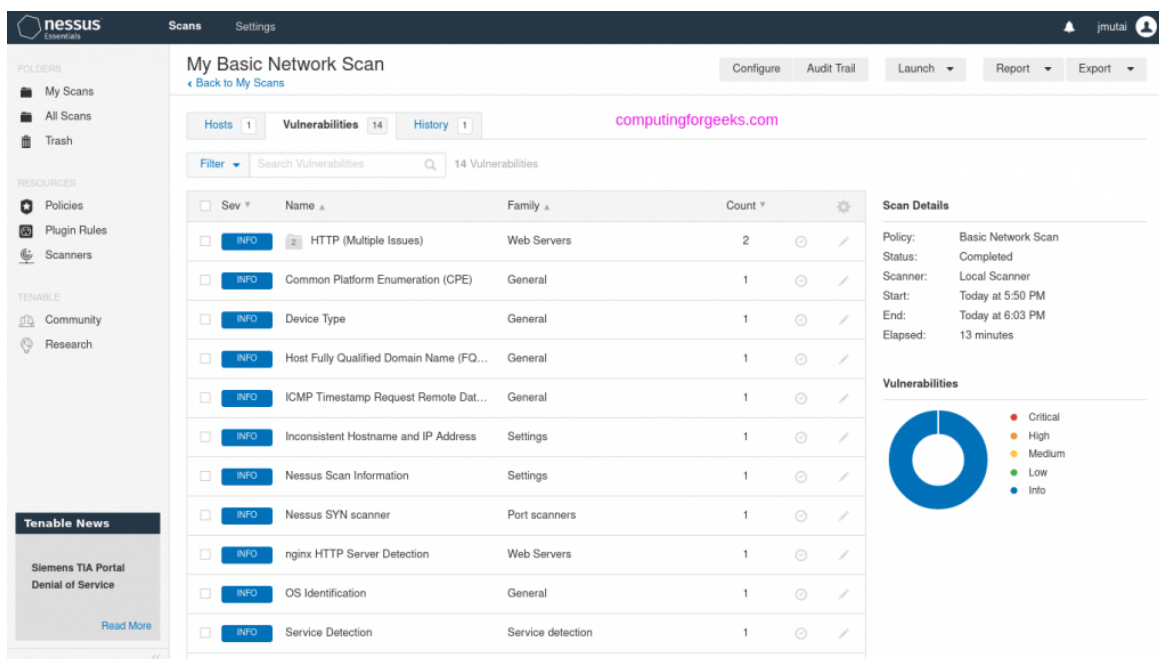 nessus
Essentials
Scans
Settings
jmutai
FOLDERS
My Scans
All Scans
Trash
RESOURCES
Policies
Plugin Rules
Scanners
TENABLE
Community
Research
Tenable News
Siemens TIA Portal
Denial of Service
Read More
My Basic Network Scan
Back to My Scans
Configure
Audit Trail
Launch
Report
Export
Hosts 1
Vulnerabilities 14
History 1
computingforgeeks.com
Filter
Search Vulnerabilities
14 Vulnerabilities
Sev Name Family Count
INFO 2 HTTP (Multiple Issues) Web Servers 2
INFO Common Platform Enumeration (CPE) General 1
INFO Device Type General 1
INFO Host Fully Qualified Domain Name (FQ... General 1
INFO ICMP Timestamp Request Remote Dat... General 1
INFO Inconsistent Hostname and IP Address Settings 1
INFO Nessus Scan Information Settings 1
INFO Nessus SYN scanner Port scanners 1
INFO nginx HTTP Server Detection Web Servers 1
INFO OS Identification General 1
INFO Service Detection Service detection 1
Scan Details
Policy: Basic Network Scan
Status: Completed
Scanner: Local Scanner
Start: Today at 5:50 PM
End: Today at 6:03 PM
Elapsed: 13 minutes
Vulnerabilities
Critical
High
Medium
Low
Info